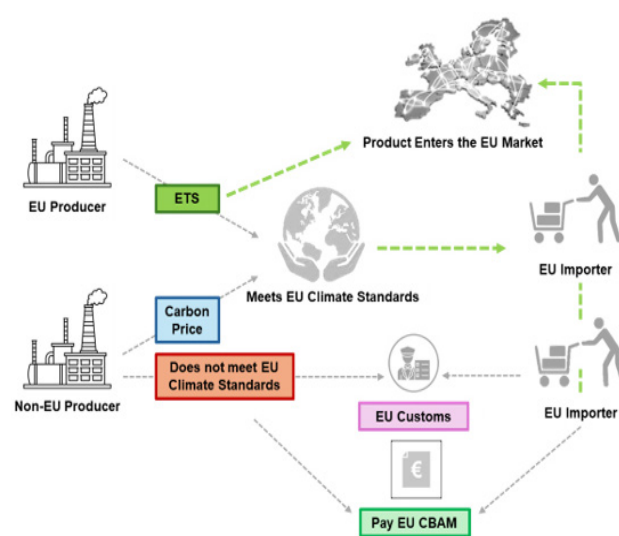 Product Enters the EU Market
EU Producer
ETS
EU Importer
Meets EU Climate Standards
Carbon
Price
Does not meet EU
Climate Standards
Non-EU Producer
EU Customs
EU Importer
€
Pay EU CBAM